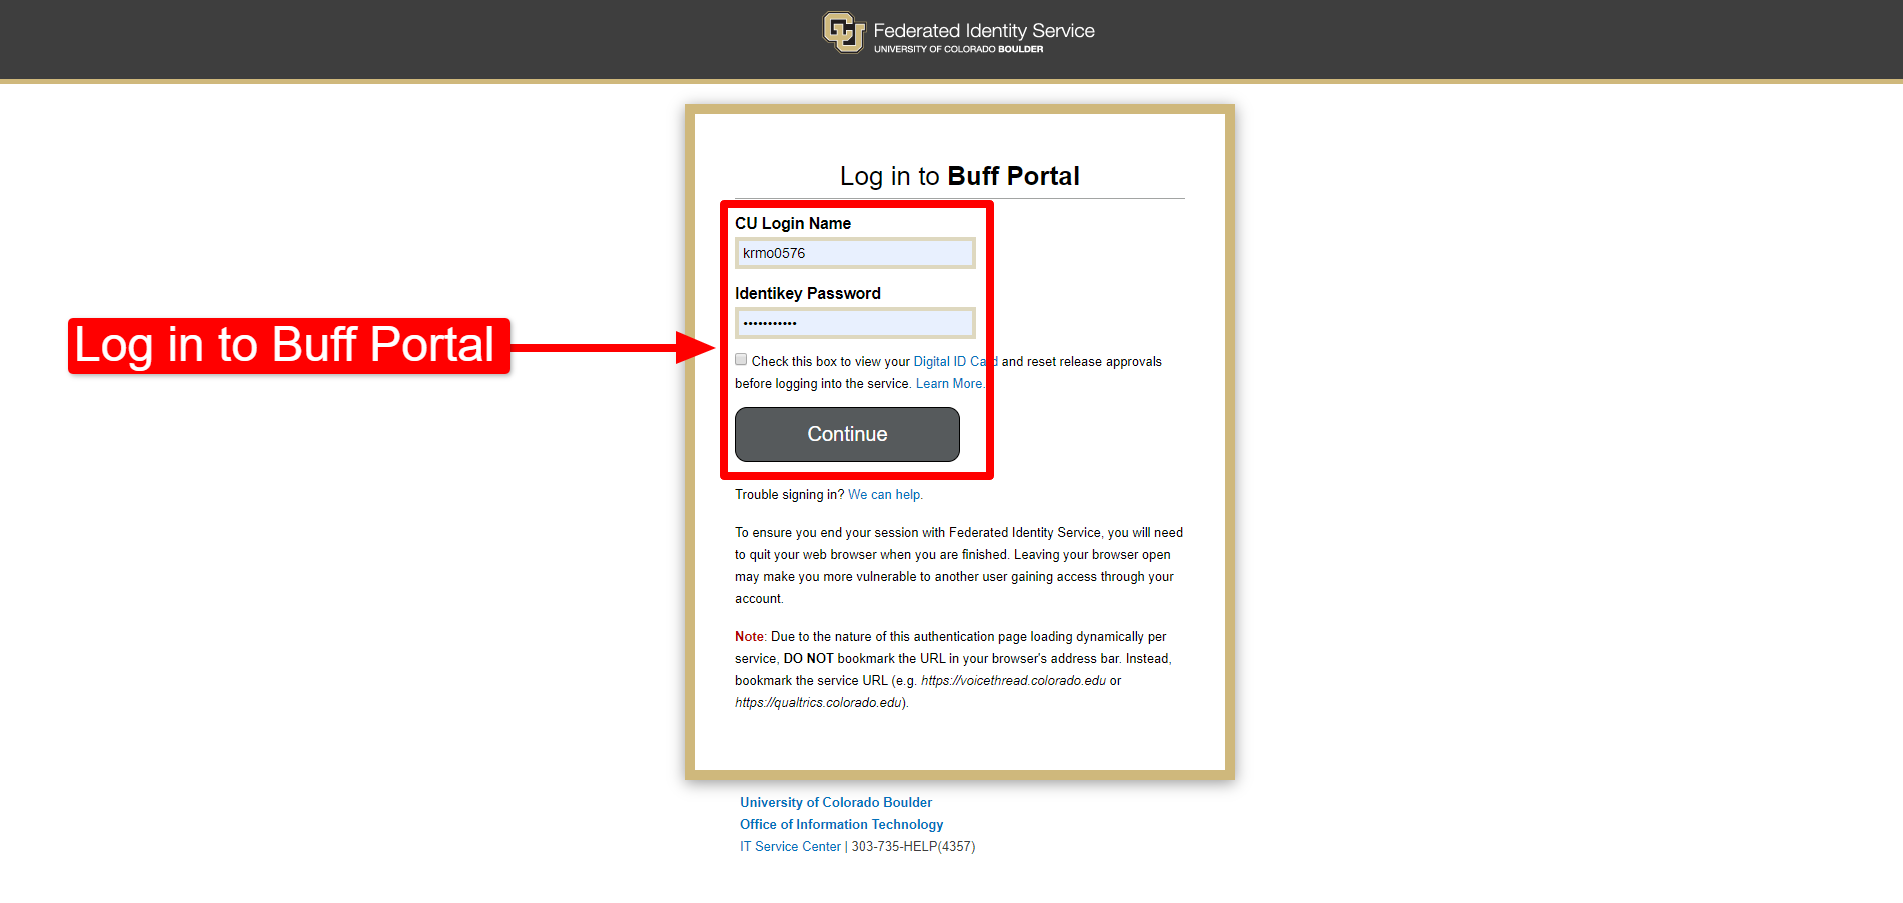 CU
Federated Identity Service
UNIVERSITY OF COLORADO BOULDER
Log in to Buff Portal
CU Login Name
krmo0576
Identikey Password
•••••••••••
Log in to Buff Portal
Check this box to view your Digital ID Card and reset release approvals
before logging into the service. Learn More.
Continue
Trouble signing in? We can help.
To ensure you end your session with Federated Identity Service, you will need
to quit your web browser when you are finished. Leaving your browser open
may make you more vulnerable to another user gaining access through your
account.
Note: Due to the nature of this authentication page loading dynamically per
service, DO NOT bookmark the URL in your browser's address bar. Instead,
bookmark the service URL (e.g. https://voicethread.colorado.edu or
https://qualtrics.colorado.edu).
University of Colorado Boulder
Office of Information Technology
IT Service Center | 303-735-HELP(4357)